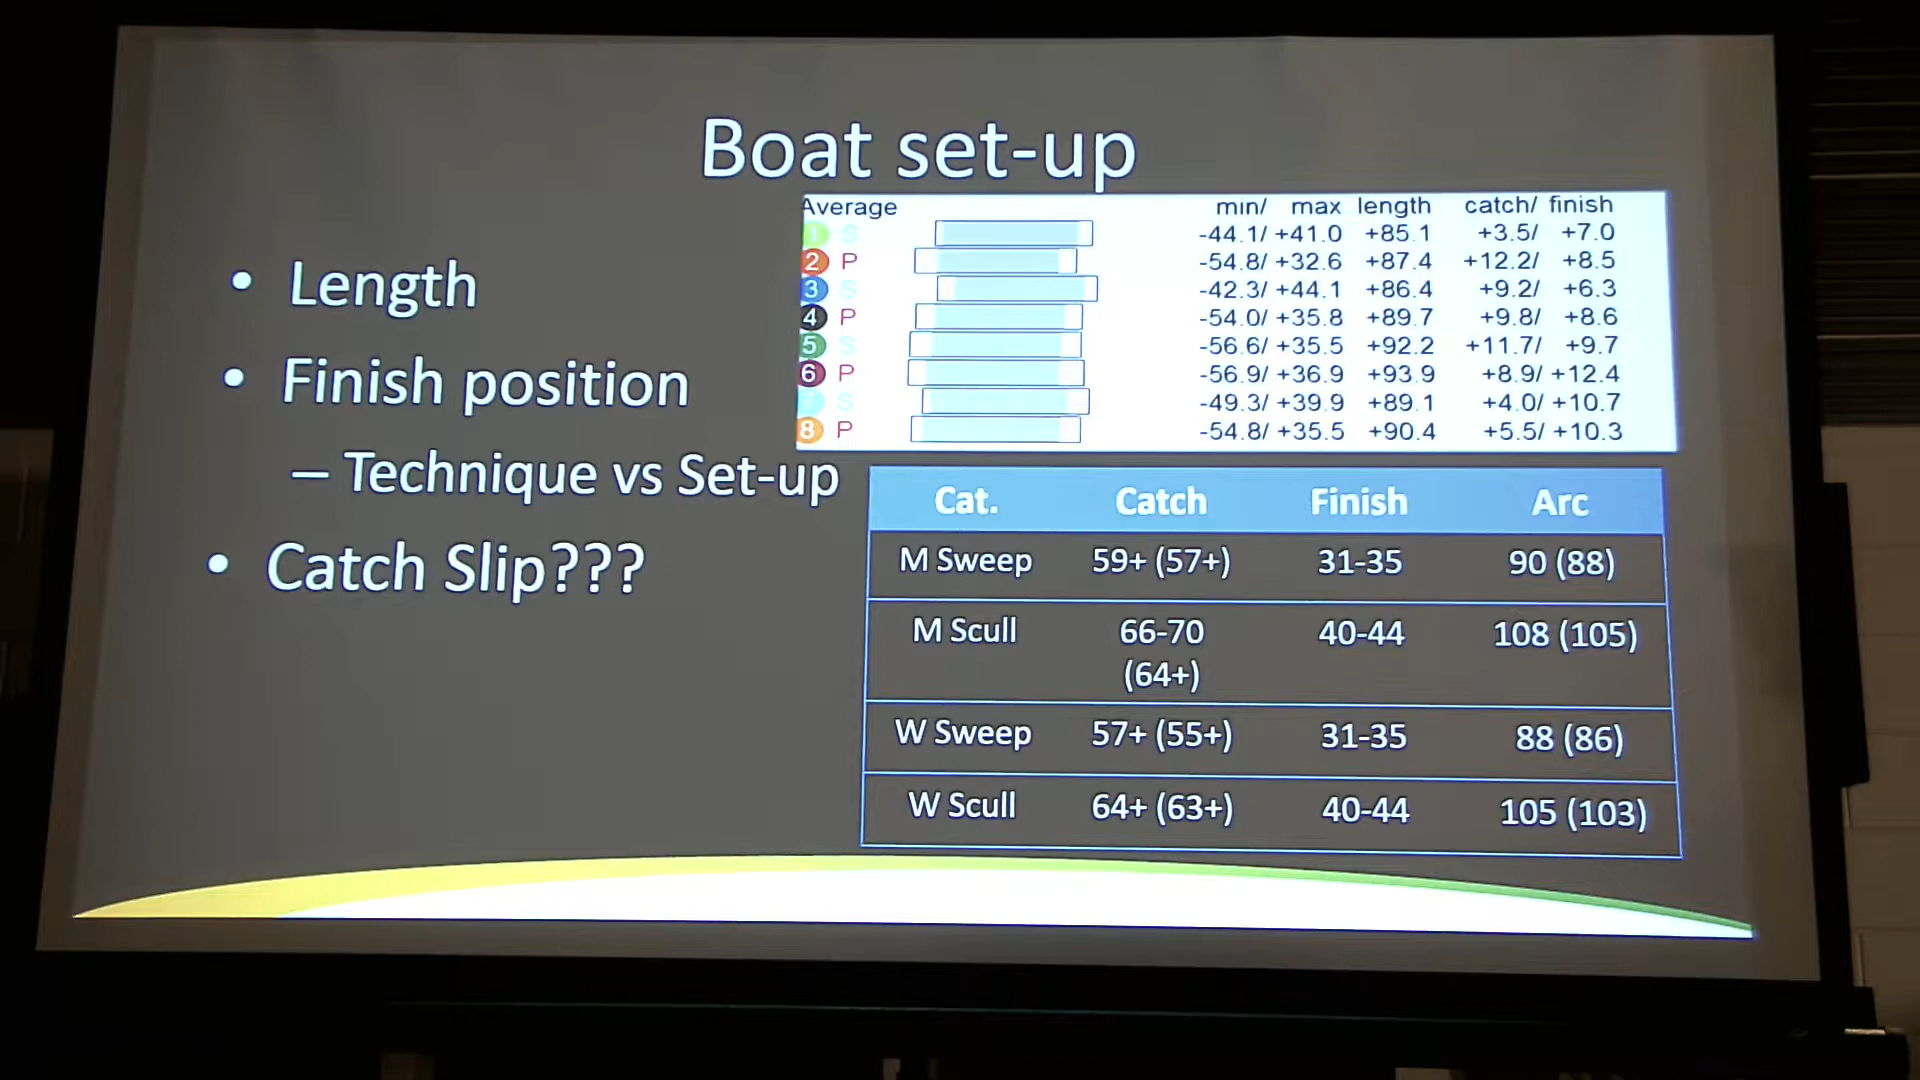 Boat set-up
• Length
• Finish position
– Technique vs Set-up
• Catch Slip???
Average min/ max length catch/ finish
1 S -44.1/ +41.0 +85.1 +3.5/ +7.0
2 P -54.8/ +32.6 +87.4 +12.2/ +8.5
3 S -42.3/ +44.1 +86.4 +9.2/ +6.3
4 P -54.0/ +35.8 +89.7 +9.8/ +8.6
5 S -56.6/ +35.5 +92.2 +11.7/ +9.7
6 P -56.9/ +36.9 +93.9 +8.9/ +12.4
7 S -49.3/ +39.9 +89.1 +4.0/ +10.7
8 P -54.8/ +35.5 +90.4 +5.5/ +10.3
Cat. Catch Finish Arc
M Sweep 59+ (57+) 31-35 90 (88)
M Scull 66-70 40-44 108 (105)
(64+)
W Sweep 57+ (55+) 31-35 88 (86)
W Scull 64+ (63+) 40-44 105 (103)